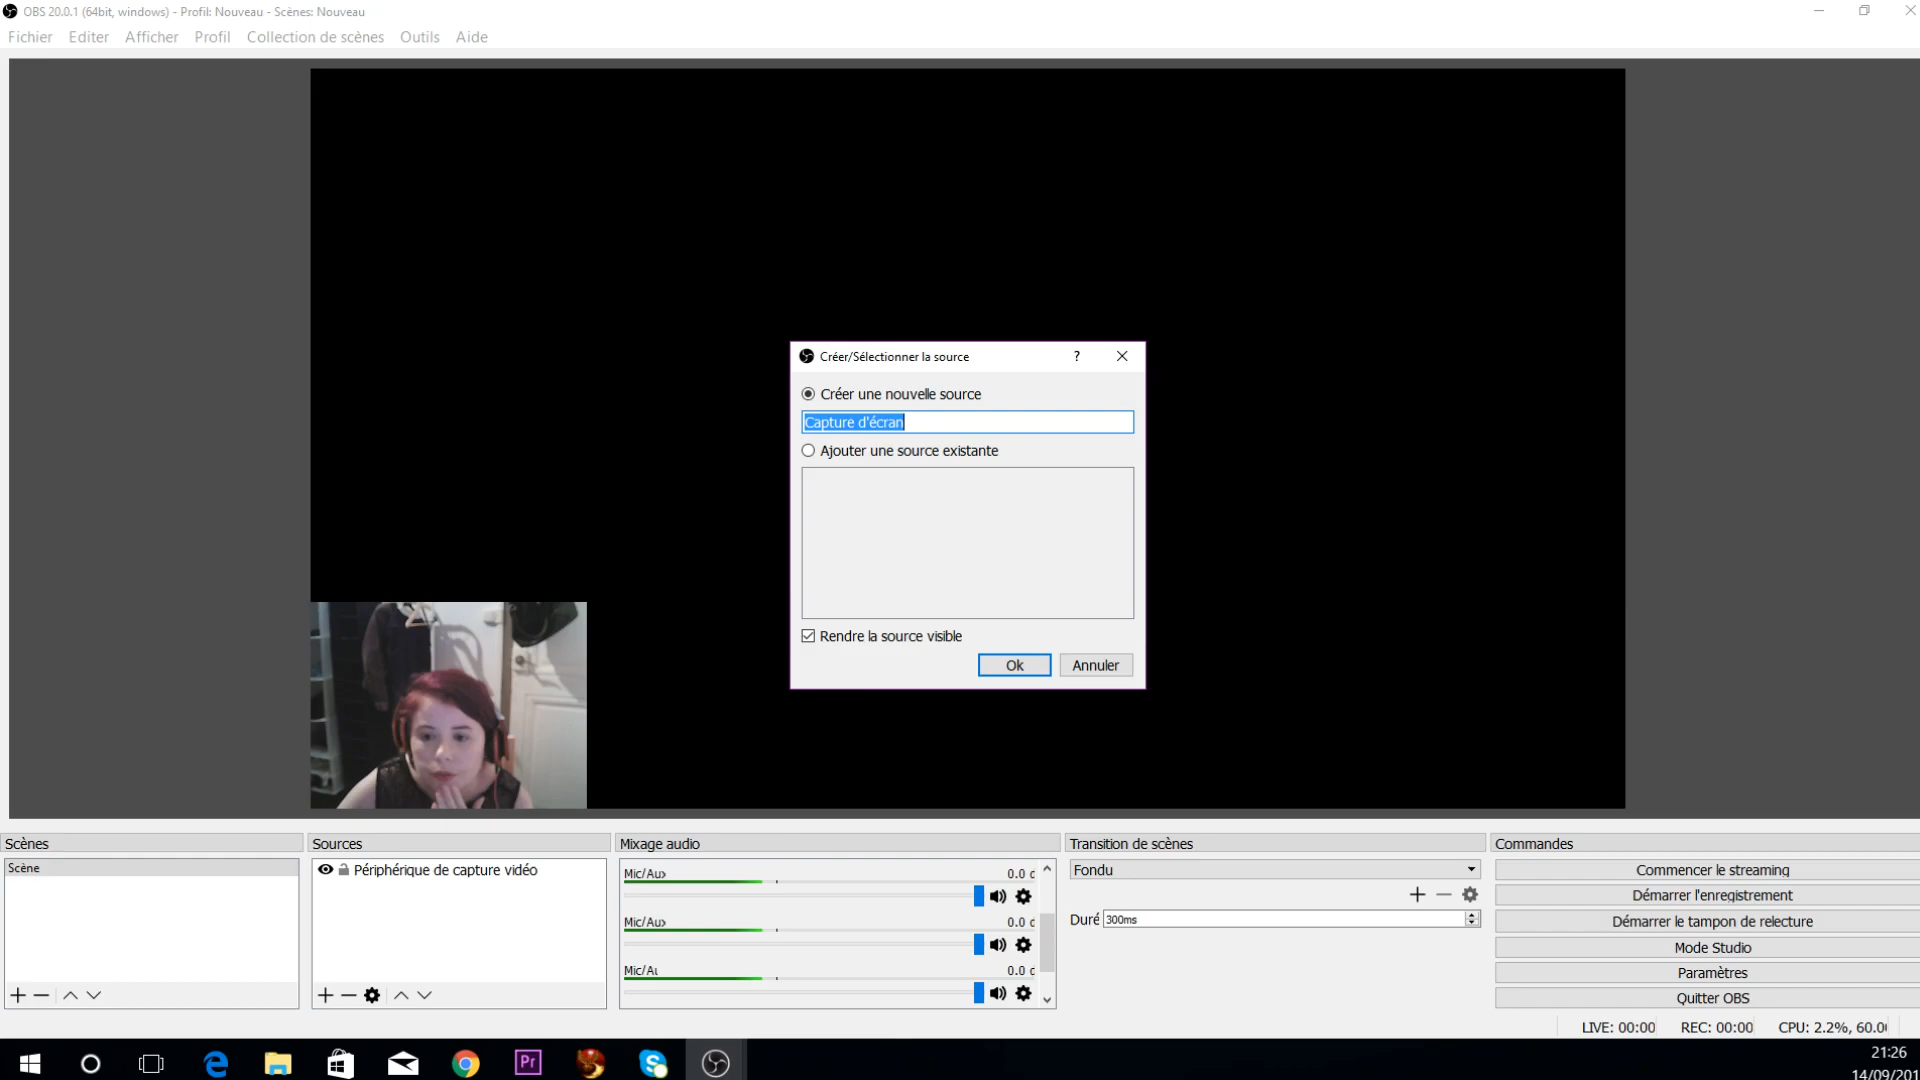 OBS 20.0.1 (64bit, windows) - Profil: Nouveau - Scènes: Nouveau
Fichier Editer Afficher Profil Collection de scènes Outils Aide
Créer/Sélectionner la source ?
Créer une nouvelle source
Capture d'écran
Ajouter une source existante
Rendre la source visible
Ok Annuler
Scènes
Scène
Sources
Périphérique de capture vidéo
Mixage audio
Mic/Aux 0.0 d
Mic/Aux 0.0 d
Mic/Au 0.0 d
Transition de scènes
Fondu
Duré 300ms
Commandes
Commencer le streaming
Démarrer l'enregistrement
Démarrer le tampon de relecture
Mode Studio
Paramètres
Quitter OBS
LIVE: 00:00 REC: 00:00 CPU: 2.2%, 60.0
Pr
21:26
14/09/201